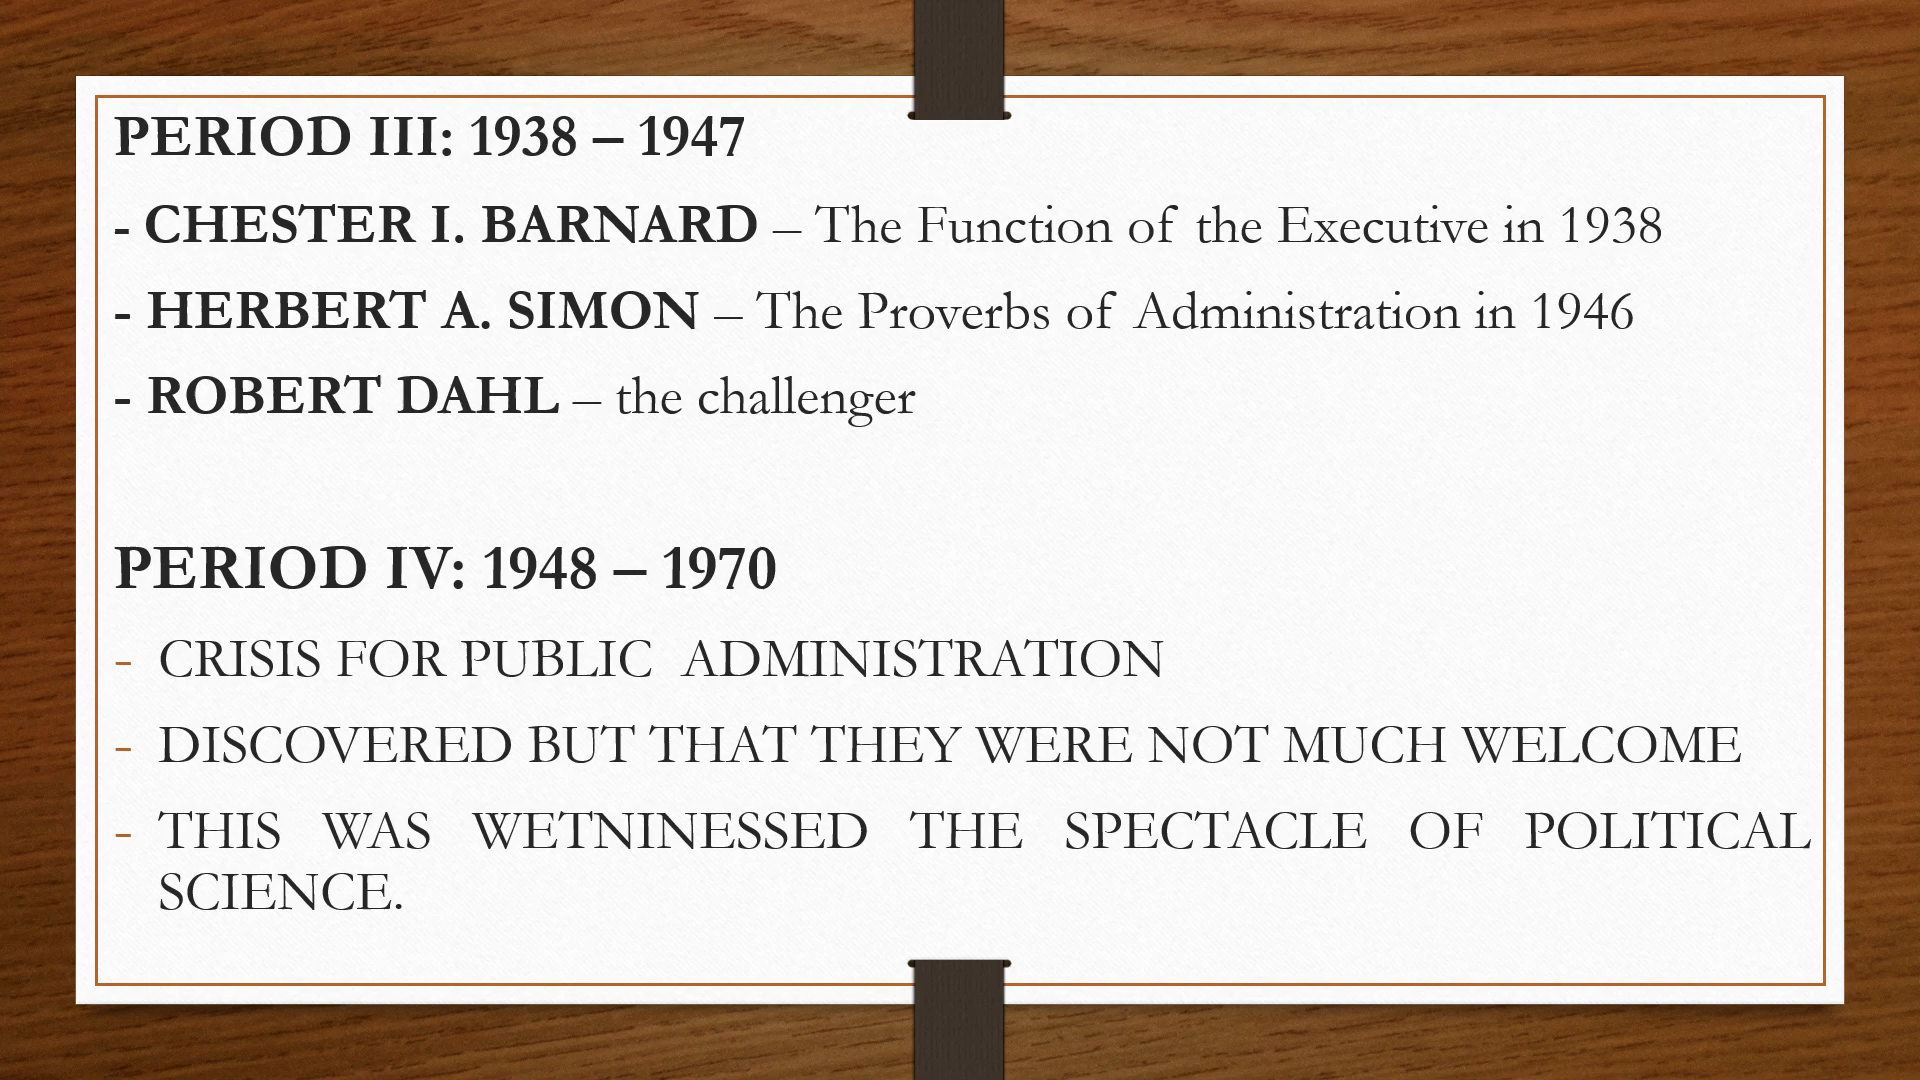 PERIOD III: 1938 – 1947
- CHESTER I. BARNARD – The Function of the Executive in 1938
- HERBERT A. SIMON – The Proverbs of Administration in 1946
- ROBERT DAHL – the challenger
PERIOD IV: 1948 – 1970
- CRISIS FOR PUBLIC ADMINISTRATION
- DISCOVERED BUT THAT THEY WERE NOT MUCH WELCOME
- THIS WAS WETNINESSED THE SPECTACLE OF POLITICAL
SCIENCE.